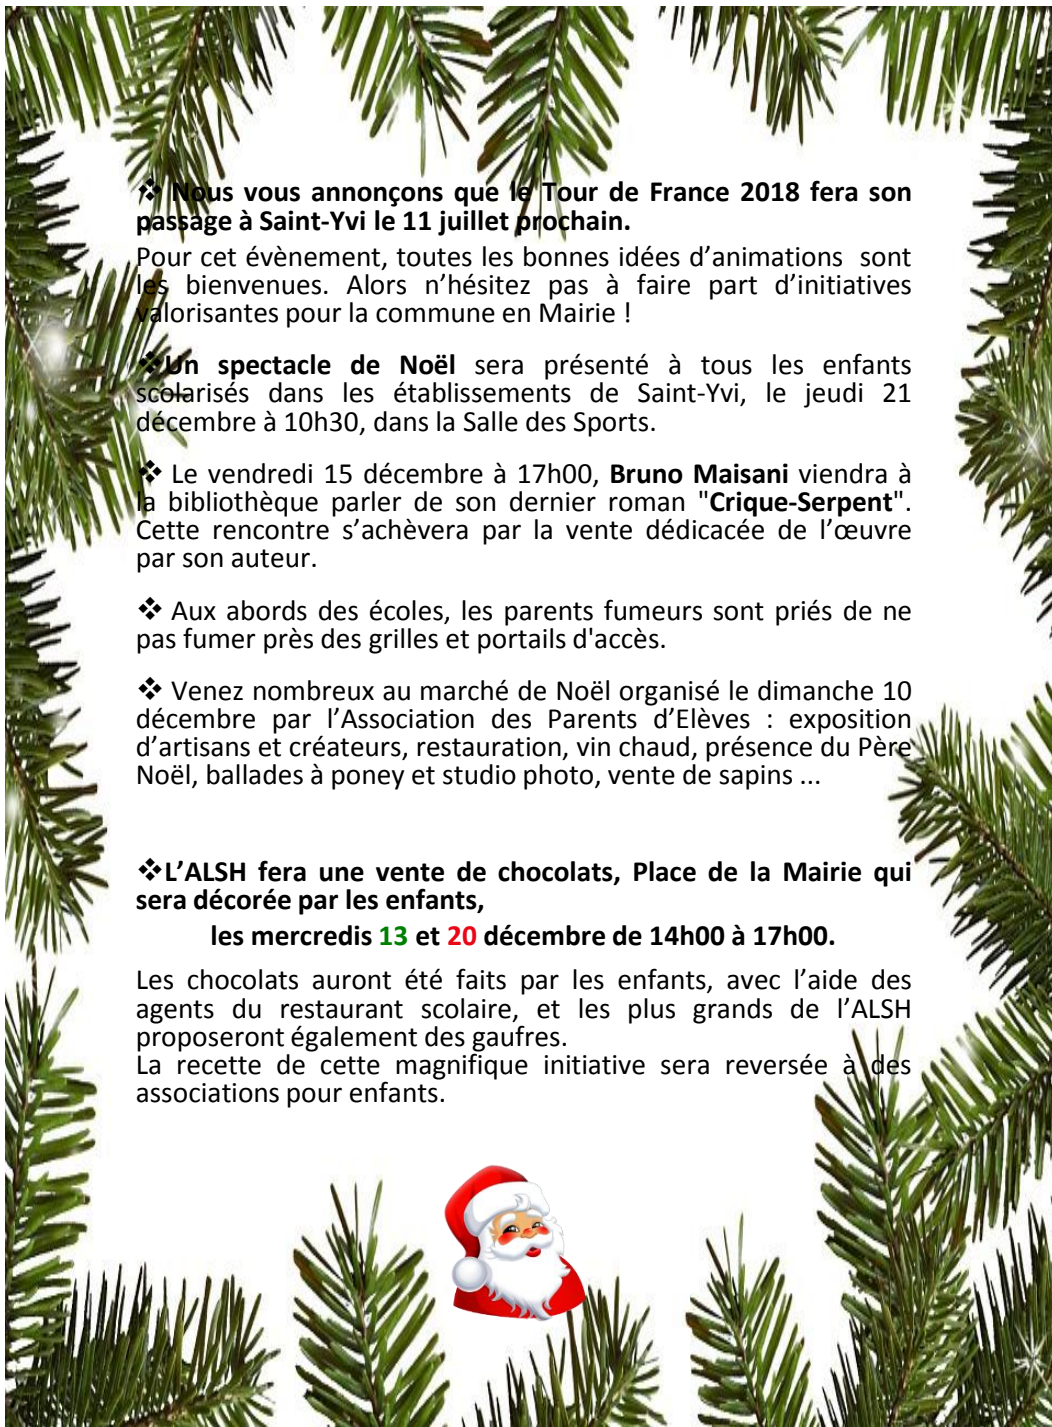 ❖ Nous vous annonçons que le Tour de France 2018 fera son
passage à Saint-Yvi le 11 juillet prochain.
Pour cet évènement, toutes les bonnes idées d’animations sont
les bienvenues. Alors n’hésitez pas à faire part d’initiatives
valorisantes pour la commune en Mairie !
❖Un spectacle de Noël sera présenté à tous les enfants
scolarisés dans les établissements de Saint-Yvi, le jeudi 21
décembre à 10h30, dans la Salle des Sports.
❖ Le vendredi 15 décembre à 17h00, Bruno Maisani viendra à
la bibliothèque parler de son dernier roman "Crique-Serpent".
Cette rencontre s’achèvera par la vente dédicacée de l’œuvre
par son auteur.
❖ Aux abords des écoles, les parents fumeurs sont priés de ne
pas fumer près des grilles et portails d'accès.
❖ Venez nombreux au marché de Noël organisé le dimanche 10
décembre par l’Association des Parents d’Elèves : exposition
d’artisans et créateurs, restauration, vin chaud, présence du Père
Noël, ballades à poney et studio photo, vente de sapins ...
❖L’ALSH fera une vente de chocolats, Place de la Mairie qui
sera décorée par les enfants,
les mercredis 13 et 20 décembre de 14h00 à 17h00.
Les chocolats auront été faits par les enfants, avec l’aide des
agents du restaurant scolaire, et les plus grands de l’ALSH
proposeront également des gaufres.
La recette de cette magnifique initiative sera reversée à des
associations pour enfants.